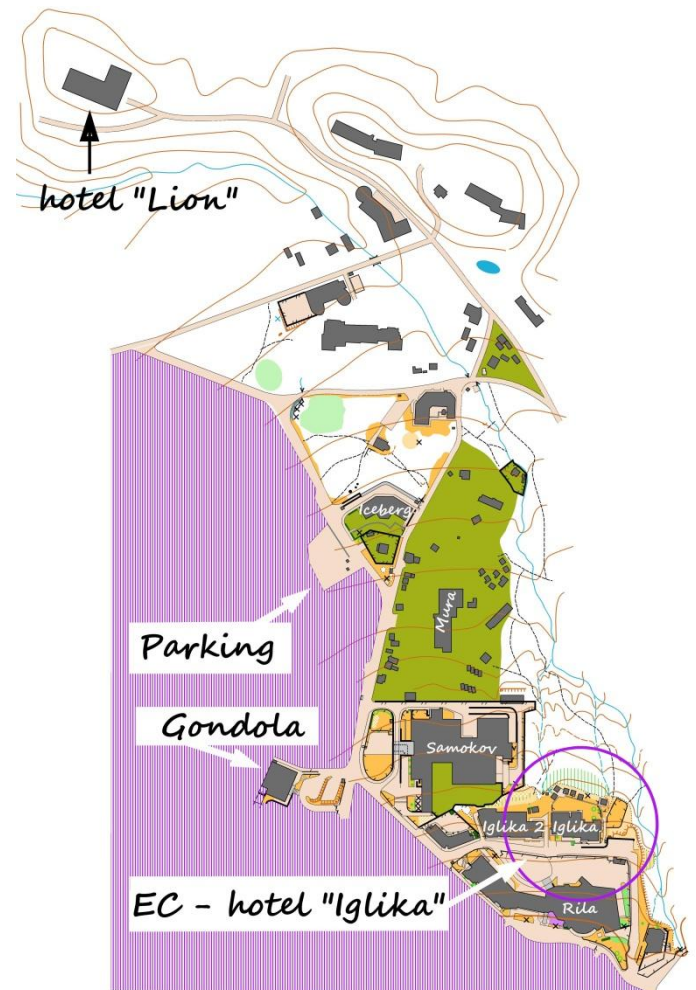 hotel "Lion"
Iceberg
Mura
Parking
Gondola
Samokov
Iglika 2 Iglika
EC - hotel "Iglika"
Rila